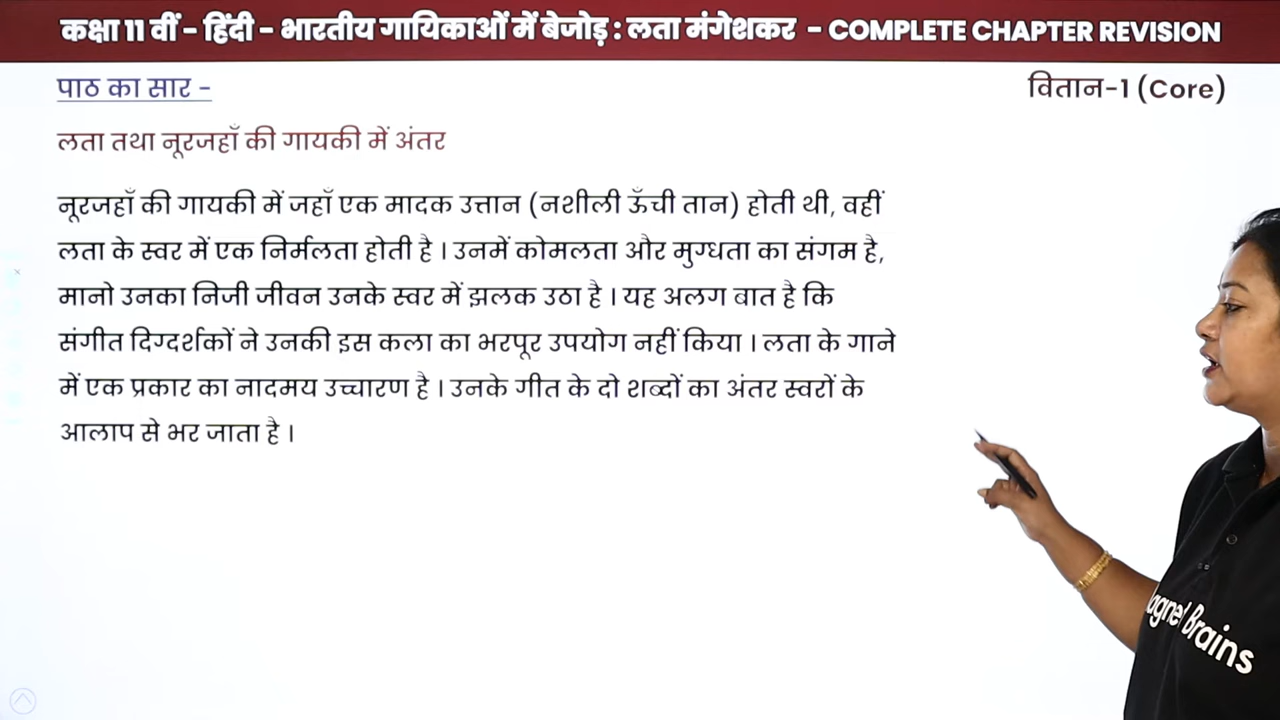 कक्षा 11 वीं - हिंदी - भारतीय गायिकाओं में बेजोड़ : लता मंगेशकर - COMPLETE CHAPTER REVISION
पाठ का सार -
वितान-1 (Core)
लता तथा नूरजहाँ की गायकी में अंतर
नूरजहाँ की गायकी में जहाँ एक मादक उत्तान (नशीली ऊँची तान) होती थी, वहीं
लता के स्वर में एक निर्मलता होती है । उनमें कोमलता और मुग्धता का संगम है,
मानो उनका निजी जीवन उनके स्वर में झलक उठा है । यह अलग बात है कि
संगीत दिग्दर्शकों ने उनकी इस कला का भरपूर उपयोग नहीं किया । लता के गाने
में एक प्रकार का नादमय उच्चारण है । उनके गीत के दो शब्दों का अंतर स्वरों के
आलाप से भर जाता है ।
agnet Brains